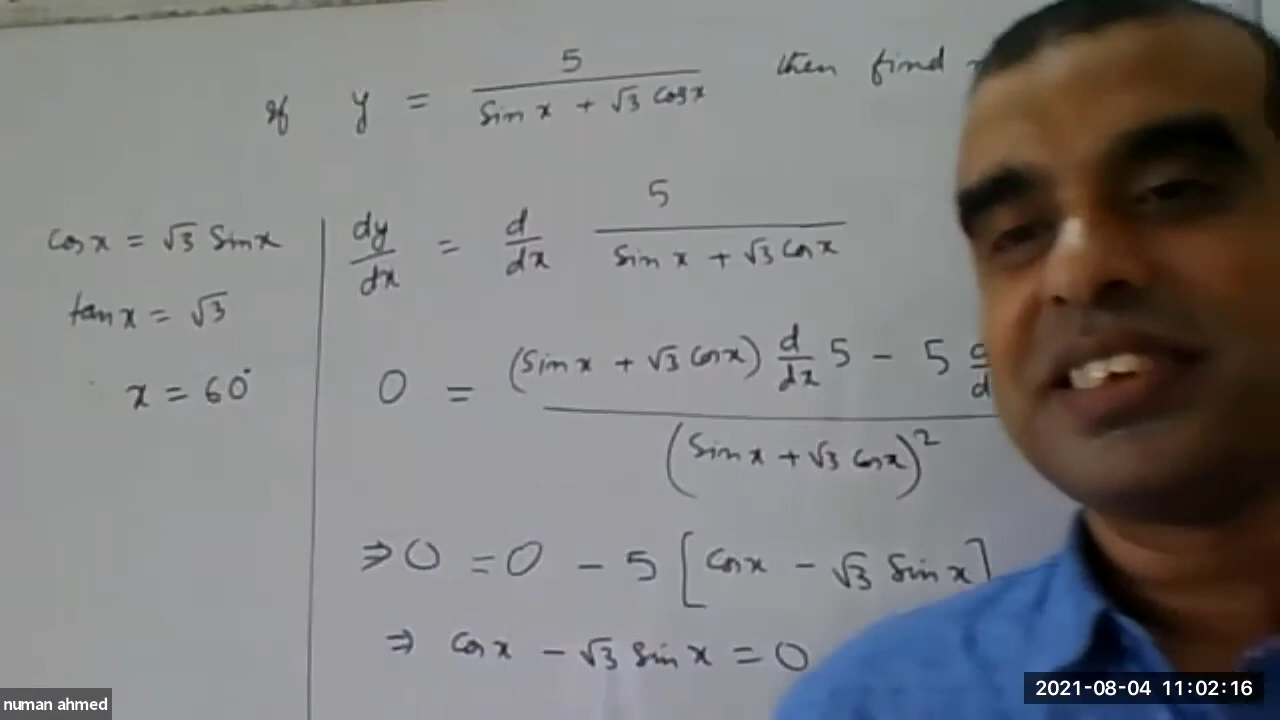 If y = 5 / (Sin x + √3 Cos x) then find
dy/dx = d/dx 5 / (Sin x + √3 Cos x)
Cos x = √3 Sin x
tan x = √3
x = 60°
0 = (Sin x + √3 Cos x) d/dx 5 - 5 / (Sin x + √3 Cos x)²
⇒ 0 = 0 - 5 [Cos x - √3 Sin x]
⇒ Cos x - √3 Sin x = 0
numan ahmed
2021-08-04 11:02:16